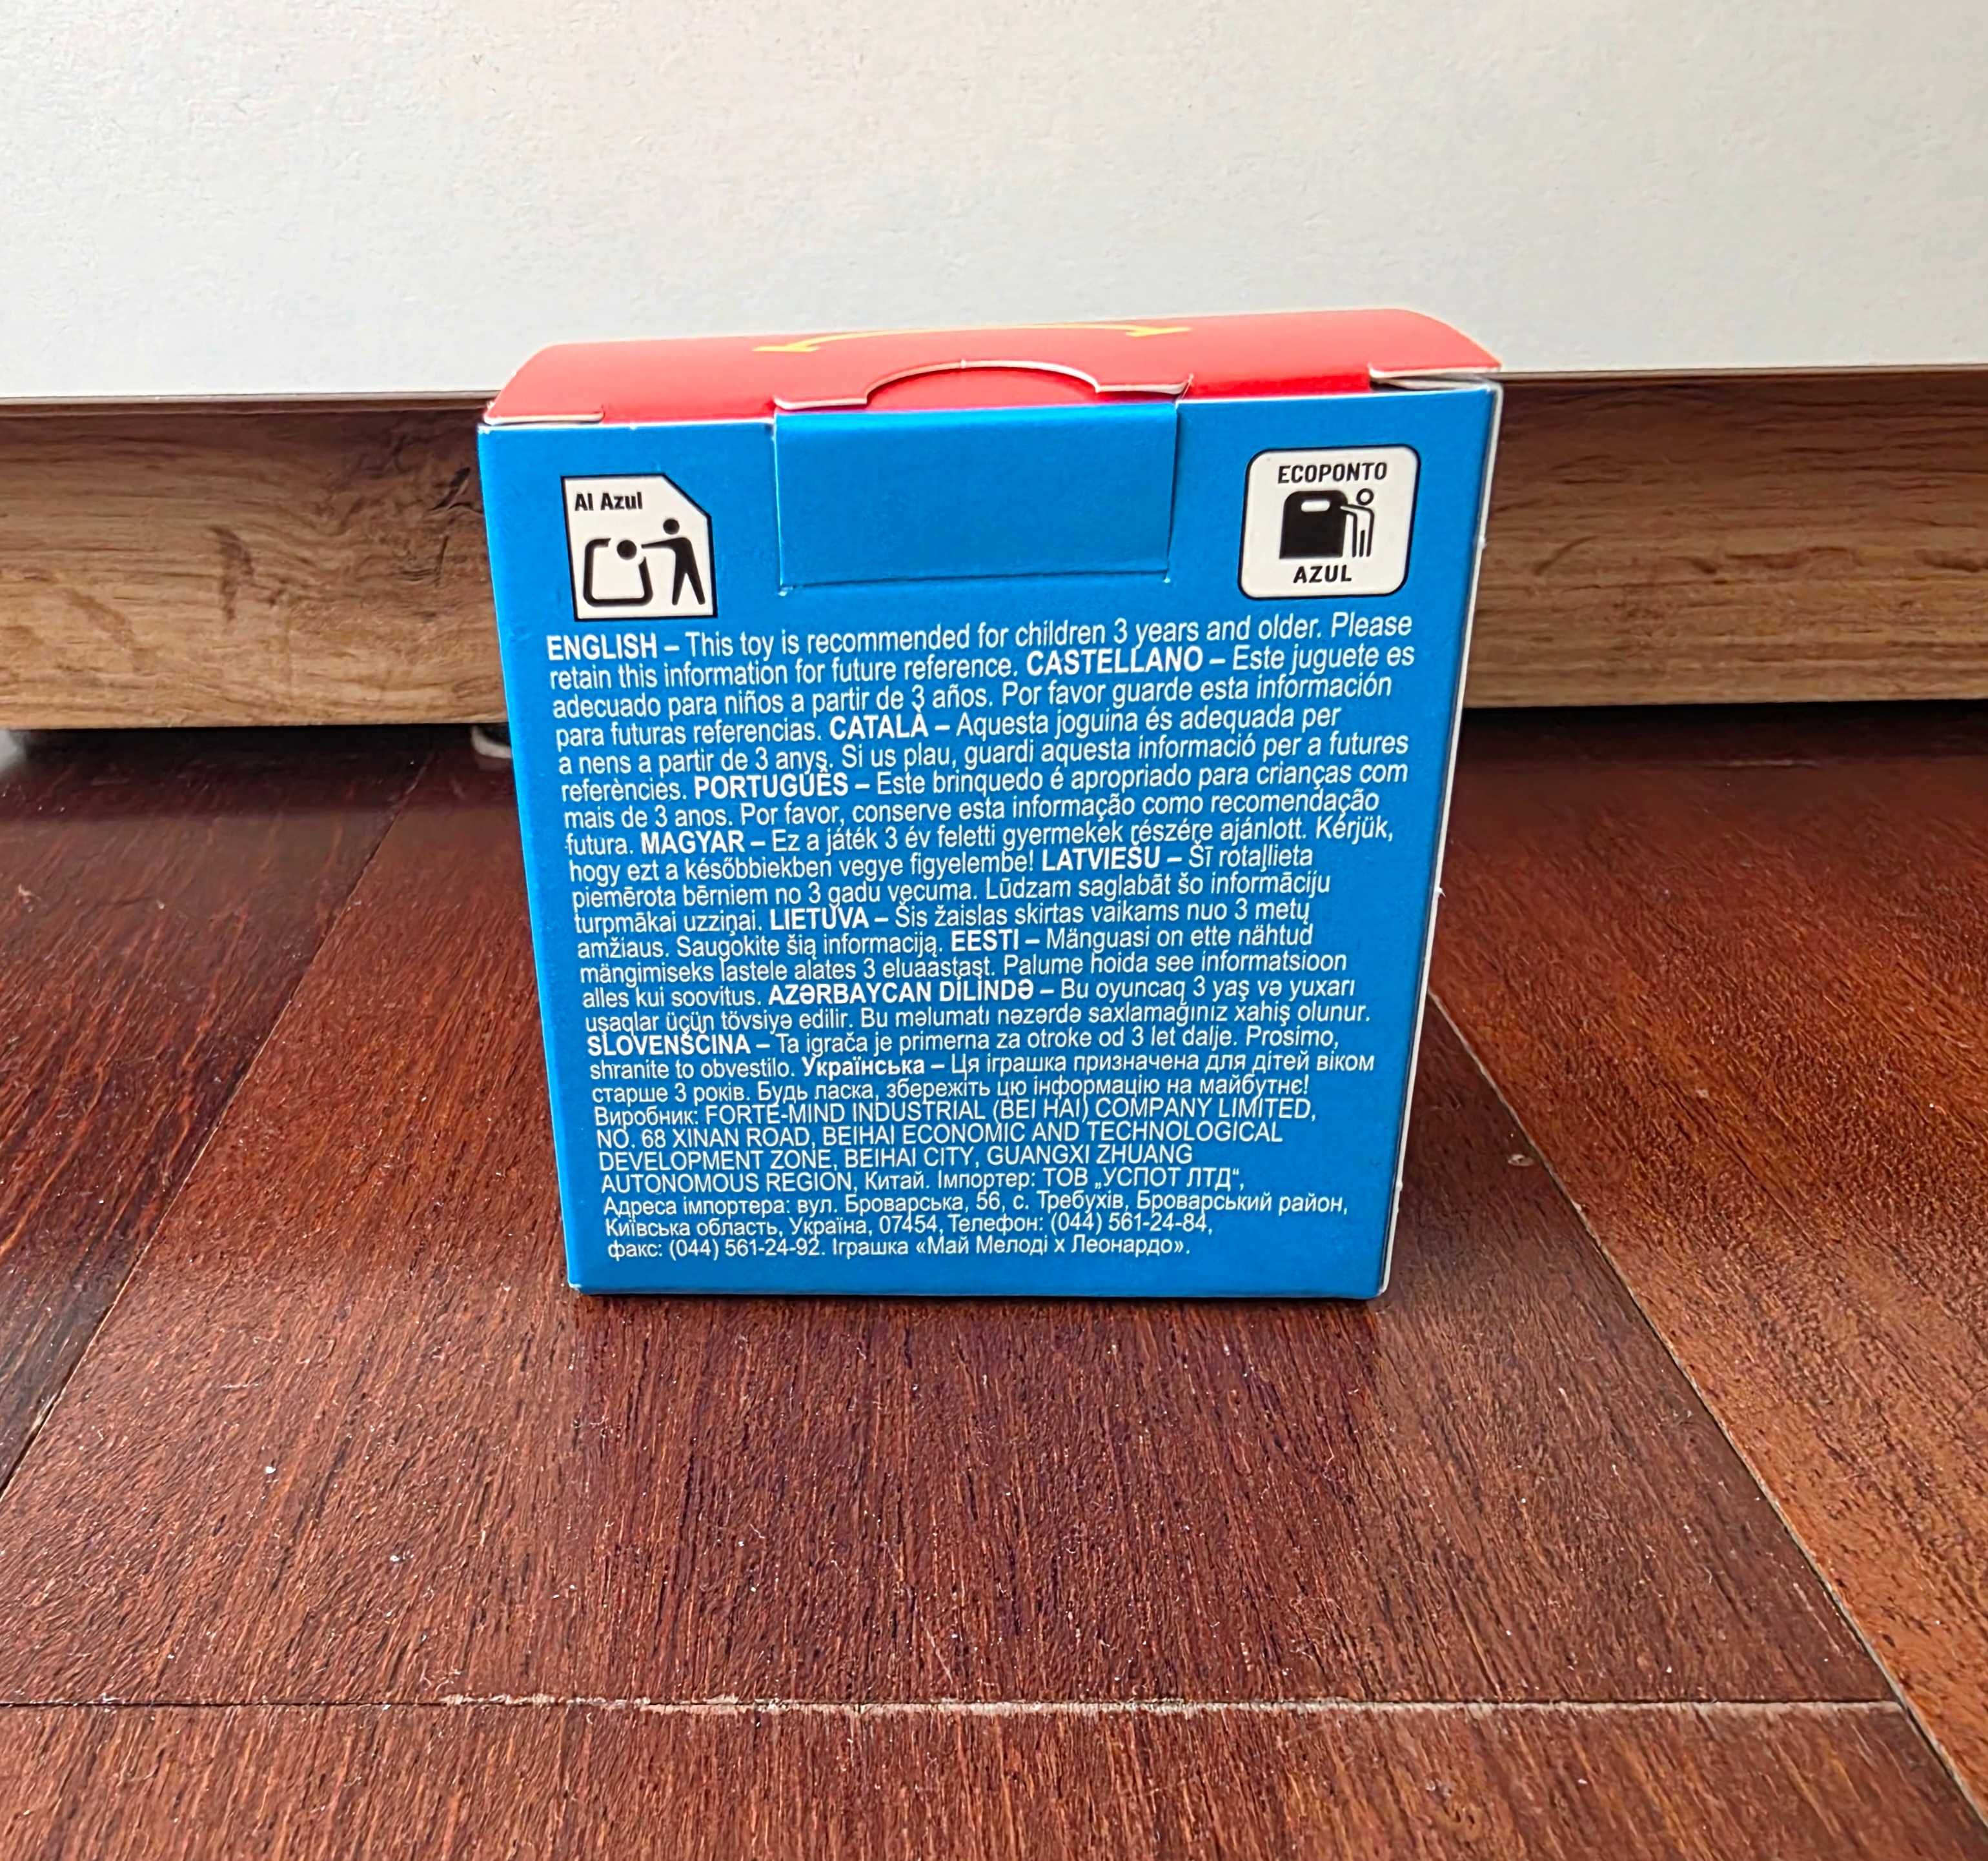 Al Azul
ECOPONTO
AZUL
ENGLISH – This toy is recommended for children 3 years and older. Please
retain this information for future reference. CASTELLANO – Este juguete es
adecuado para niños a partir de 3 años. Por favor guarde esta información
para futuras referencias. CATALÀ – Aquesta joguina és adequada per
a nens a partir de 3 anys. Si us plau, guardi aquesta informació per a futures
referències. PORTUGUÊS – Este brinquedo é apropriado para crianças com
mais de 3 anos. Por favor, conserve esta informação como recomendação
futura. MAGYAR – Ez a játék 3 év feletti gyermekek részére ajánlott. Kérjük,
hogy ezt a későbbiekben vegye figyelembe! LATVIEŠU – Šī rotaļlieta
piemērota bērniem no 3 gadu vecuma. Lūdzam saglabāt šo informāciju
turpmākai uzziņai. LIETUVA – Šis žaislas skirtas vaikams nuo 3 metų
amžiaus. Saugokite šią informaciją. EESTI – Mänguasi on ette nähtud
mängimiseks lastele alates 3 eluaastast. Palume hoida see informatsioon
alles kui soovitus. AZƏRBAYCAN DİLİNDƏ – Bu oyuncaq 3 yaş və yuxarı
uşaqlar üçün tövsiyə edilir. Bu məlumatı nəzərdə saxlamağınız xahiş olunur.
SLOVENŠČINA – Ta igrača je primerna za otroke od 3 let dalje. Prosimo,
shranite to obvestilo. Українська – Ця іграшка призначена для дітей віком
старше 3 років. Будь ласка, збережіть цю інформацію на майбутнє!
Виробник: FORTE-MIND INDUSTRIAL (BEI HAI) COMPANY LIMITED,
NO. 68 XINAN ROAD, BEIHAI ECONOMIC AND TECHNOLOGICAL
DEVELOPMENT ZONE, BEIHAI CITY, GUANGXI ZHUANG
AUTONOMOUS REGION, Китай. Імпортер: ТОВ „УСПОТ ЛТД“,
Адреса імпортера: вул. Броварська, 56, с. Требухів, Броварський район,
Київська область, Україна, 07454, Телефон: (044) 561-24-84,
факс: (044) 561-24-92. Іграшка «Май Мелоді х Леонардо».